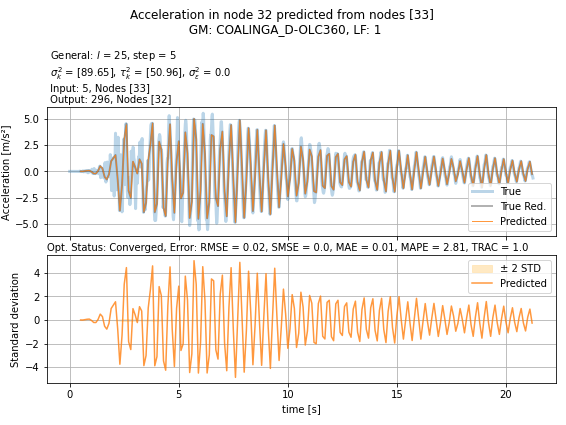 Acceleration in node 32 predicted from nodes [33]
GM: COALINGA_D-OLC360, LF: 1
General: l = 25, step = 5
σ²ₖ = [89.65], τ²ₖ = [50.96], σ²ε = 0.0
Input: 5, Nodes [33]
Output: 296, Nodes [32]
Acceleration [m/s²]
5.0
2.5
0.0
−2.5
−5.0
True
True Red.
Predicted
Opt. Status: Converged, Error: RMSE = 0.02, SMSE = 0.0, MAE = 0.01, MAPE = 2.81, TRAC = 1.0
Standard deviation
4
2
0
−2
−4
± 2 STD
Predicted
0
5
10
15
20
time [s]